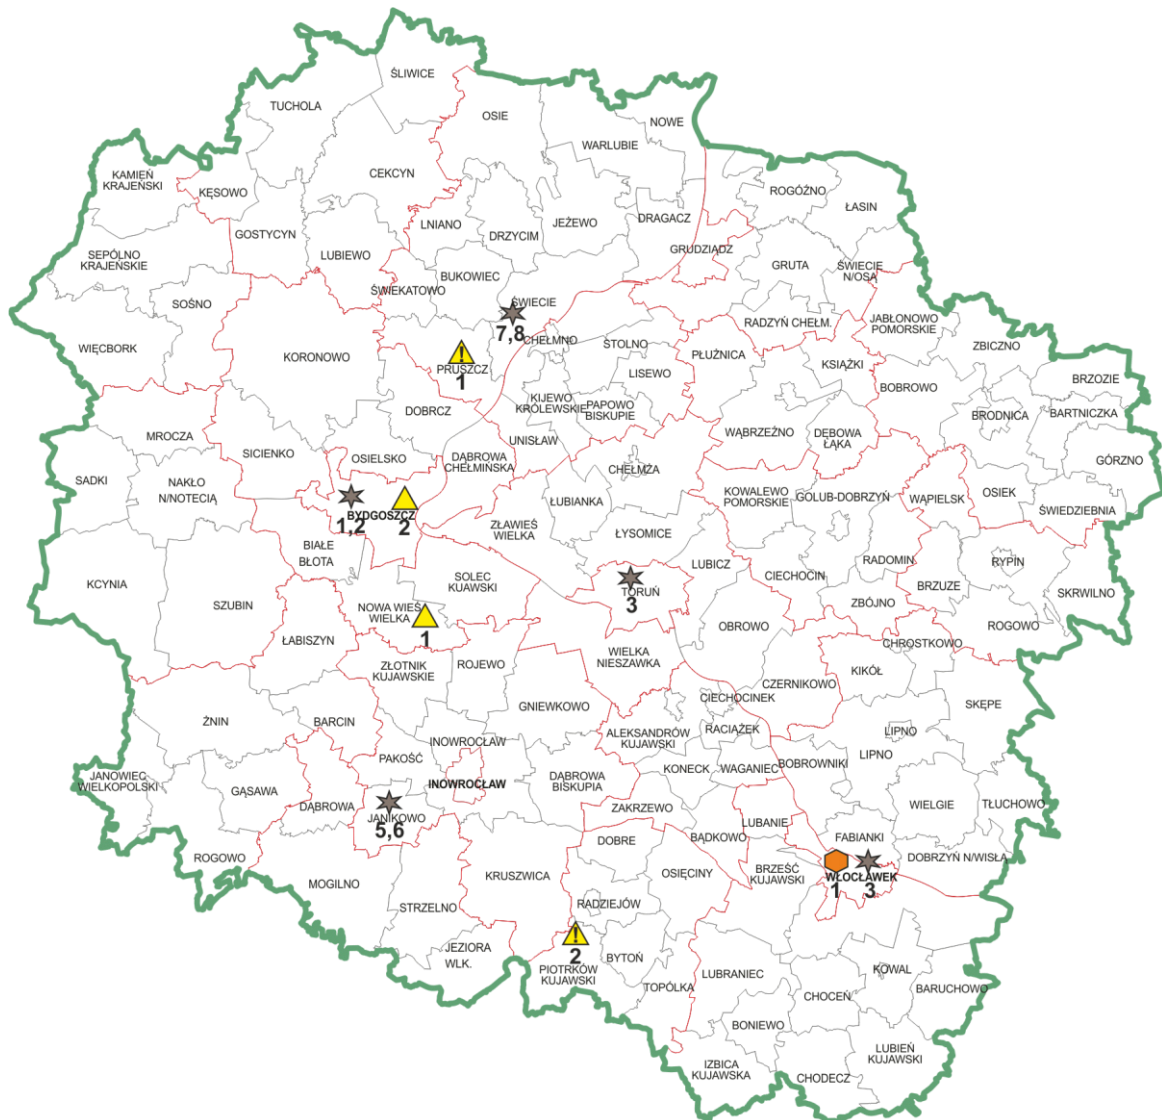 ŚLIWICE
TUCHOLA
OSIE
NOWE
WARLUBIE
KAMIEŃ
KRAJEŃSKI
CEKCYN
KĘSOWO
ROGÓŹNO
ŁASIN
LNIANO
JEŻEWO
DRAGACZ
DRZYCIM
GOSTYCYN
LUBIEWO
GRUDZIĄDZ
SEPÓLNO
KRAJEŃSKIE
BUKOWIEC
GRUTA
ŚWIECIE
N/OSĄ
ŚWIEKATOWO
SOŚNO
ŚWIECIE
7,8
RADZYŃ CHEŁM.
JABŁONOWO
POMORSKIE
CHEŁMNO
STOLNO
ZBICZNO
WIĘCBORK
KORONOWO
PŁUŻNICA
KSIĄŻKI
PRUSZCZ
1
LISEWO
BRZOZIE
BOBROWO
KIJEWO
KRÓLEWSKIE
PAPOWO
BISKUPIE
DOBRCZ
BRODNICA
BARTNICZKA
MROCZA
UNISŁAW
WĄBRZEŹNO
DĘBOWA
ŁĄKA
SICIENKO
OSIELSKO
DĄBROWA
CHEŁMIŃSKA
GÓRZNO
CHEŁMŻA
SADKI
NAKŁO
N/NOTECIĄ
KOWALEWO
POMORSKIE
GOLUB-DOBRZYŃ
WĄPIELSK
OSIEK
ŁUBIANKA
ŚWIEDZIEBNIA
BYDGOSZCZ
1,2
2
ZŁAWIEŚ
WIELKA
ŁYSOMICE
BIAŁE
BŁOTA
LUBICZ
RADOMIN
RYPIN
CIECHOCIN
KCYNIA
SOLEC
KUAWSKI
BRZUZE
SKRWILNO
TORUŃ
3
SZUBIN
NOWA WIEŚ
WIELKA
1
ZBÓJNO
OBROWO
ROGOWO
ŁABISZYN
CHROSTKOWO
WIELKA
NIESZAWKA
ZŁOTNIK
KUJAWSKIE
ROJEWO
KIKÓŁ
CZERNIKOWO
CIECHOCINEK
GNIEWKOWO
SKĘPE
ŻNIN
BARCIN
RACIĄŻEK
ALEKSANDRÓW
KUJAWSKI
LIPNO
INOWROCŁAW
LIPNO
PAKOŚĆ
BOBROWNIKI
KONECK
WAGANIEC
JANOWIEC
WIELKOPOLSKI
INOWROCŁAW
DĄBROWA
BISKUPIA
GĄSAWA
DĄBROWA
ZAKRZEWO
TŁUCHOWO
WIELGIE
JANIKOWO
5,6
LUBANIE
BĄDKOWO
FABIANKI
DOBRE
ROGOWO
DOBRZYŃ N/WISŁĄ
BRZEŚĆ
KUJAWSKI
KRUSZWICA
OSIĘCINY
WŁOCŁAWEK
1
3
MOGILNO
RADZIEJÓW
STRZELNO
JEZIORA
WLK.
2
PIOTRKÓW
KUJAWSKI
BYTOŃ
LUBRANIEC
KOWAL
TOPÓLKA
BARUCHOWO
CHOCEŃ
BONIEWO
LUBIEŃ
KUJAWSKI
IZBICA
KUJAWSKA
CHODECZ